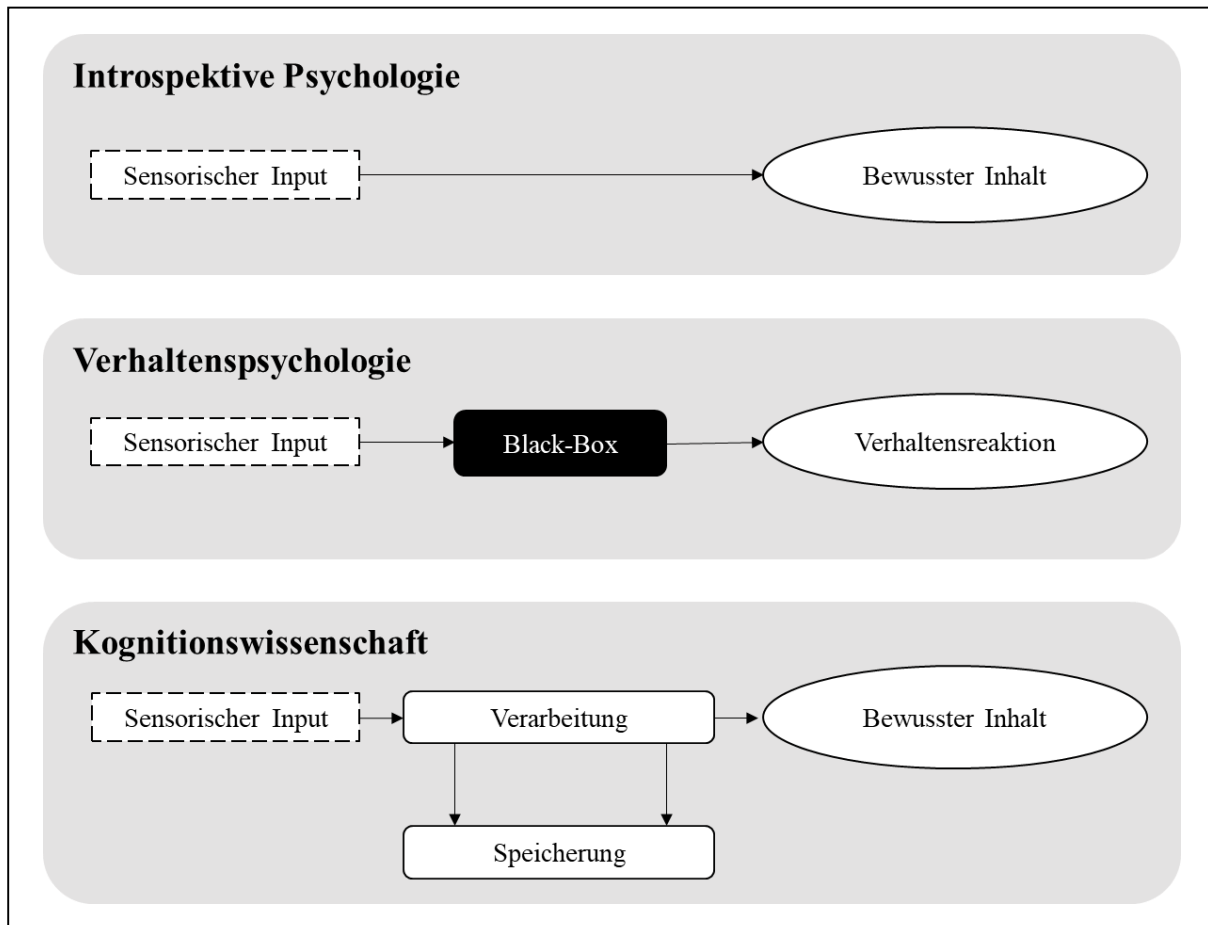 Introspektive Psychologie
Sensorischer Input
Bewusster Inhalt
Verhaltenspsychologie
Sensorischer Input
Black-Box
Verhaltensreaktion
Kognitionswissenschaft
Sensorischer Input
Verarbeitung
Bewusster Inhalt
Speicherung